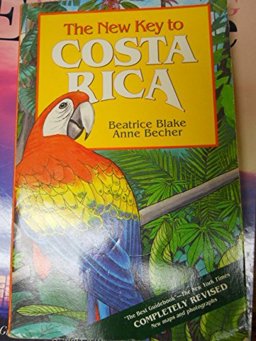 The New Key to
COSTA
RICA
Beatrice Blake
Anne Becher
"The Best Guidebook"—The New York Times
COMPLETELY REVISED
New maps and photographs